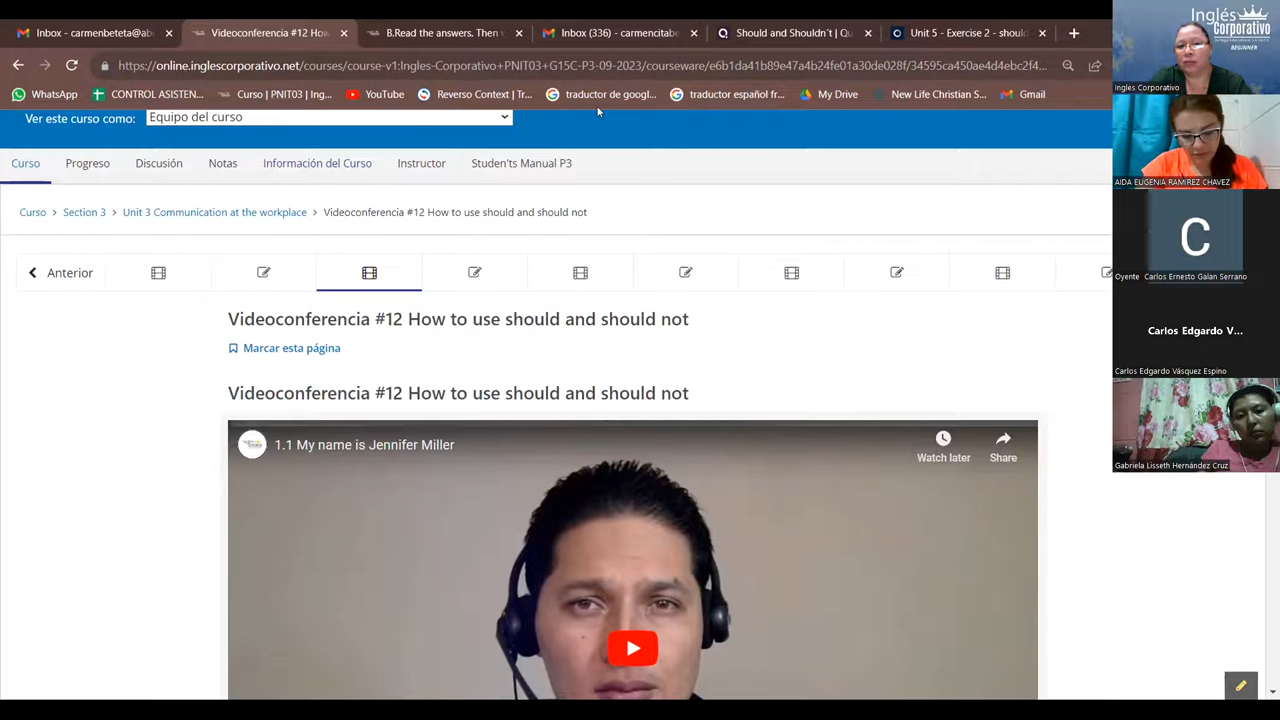 Inbox - carmenbeteta@ab
Videoconferencia #12 How
B.Read the answers. Then
Inbox (336) - carmencitabe
Should and Shouldn´t | Qu
Unit 5 - Exercise 2 - shoul
https://online.inglescorporativo.net/courses/course-v1:Ingles-Corporativo+PNIT03+G15C-P3-09-2023/courseware/e6b1da41b89e47a4b24fe01a30de028f/34595ca450ae4d4ebc7f4...
WhatsApp
CONTROL ASISTEN...
Curso | PNIT03 | Ing...
YouTube
Reverso Context | Tr...
traductor de googl...
traductor español fr...
My Drive
New Life Christian S...
Gmail
Ver este curso como:
Equipo del curso
Curso
Progreso
Discusión
Notas
Información del Curso
Instructor
Studen'ts Manual P3
Curso > Section 3 > Unit 3 Communication at the workplace > Videoconferencia #12 How to use should and should not
Anterior
Videoconferencia #12 How to use should and should not
Marcar esta página
Videoconferencia #12 How to use should and should not
1.1 My name is Jennifer Miller
Watch later
Share
Inglés
Corporativo
BEGINNER
Ingles Corporativo
AIDA EUGENIA RAMIREZ CHAVEZ
C
Oyente Carlos Ernesto Galan Serrano
Carlos Edgardo V...
Carlos Edgardo Vásquez Espino
Gabriela Lisseth Hernández Cruz